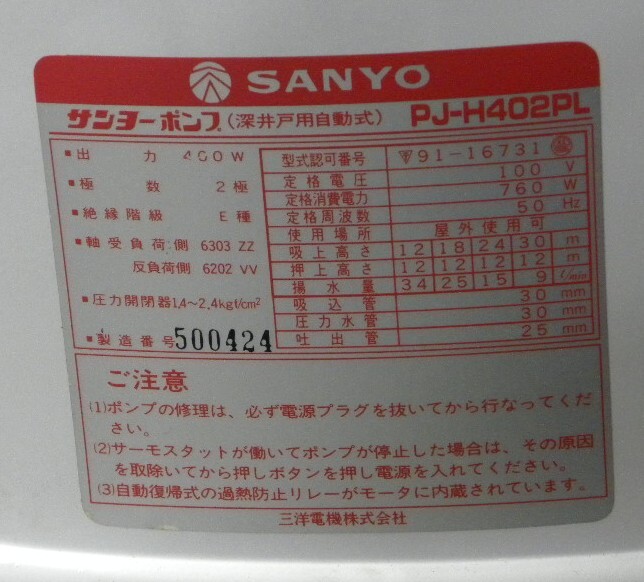 SANYO
サンヨーポンプ(深井戸用自動式) PJ-H402PL
▪出力 400W
▪極数 2極
▪絶縁階級 E種
▪軸受負荷側 6303 ZZ
反負荷側 6202 VV
▪圧力開閉器1.4〜2.4kgf/cm²
▪製造番号 500424
型式認可番号 91-16731
定格電圧 100 V
定格消費電力 760 W
定格周波数 50 Hz
使用場所 屋外使用可
吸上高さ 12 18 24 30 m
押上高さ 12 12 12 12 m
揚水量 34 25 15 9 ℓ/min
吸込管 30 mm
圧力水管 30 mm
吐出管 25 mm
ご注意
(1)ポンプの修理は、必ず電源プラグを抜いてから行なってくだ
さい。
(2)サーモスタットが働いてポンプが停止した場合は、その原因
を取除いてから押しボタンを押し電源を入れてください。
(3)自動復帰式の過熱防止リレーがモータに内蔵されています。
三洋電機株式会社